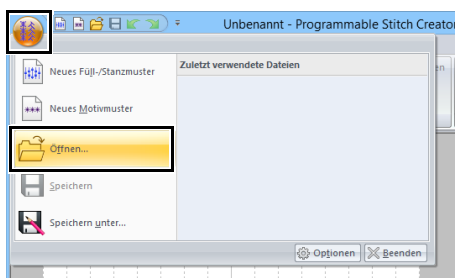 Unbenannt - Programmable Stitch Creator
Neues Füll-/Stanzmuster
Zuletzt verwendete Dateien
Neues Motivmuster
Öffnen...
Speichern
Speichern unter...
Optionen
Beenden